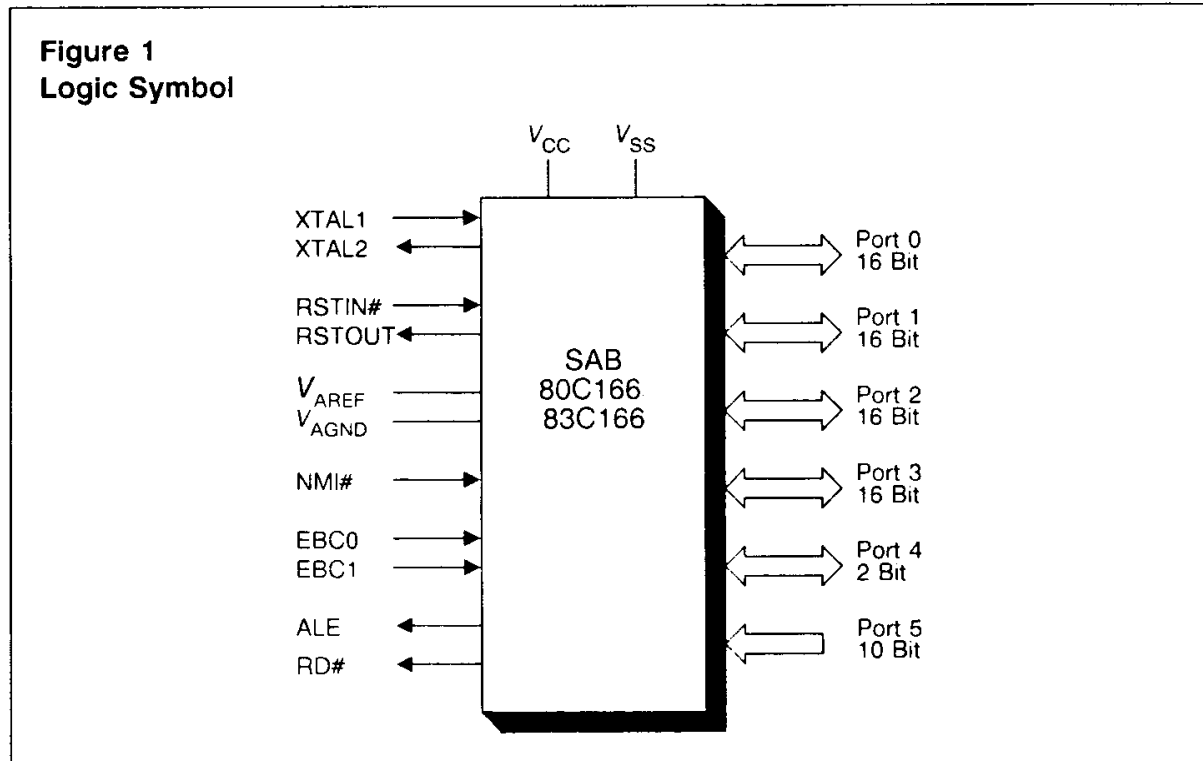 Figure 1
Logic Symbol
VCC
VSS
XTAL1
XTAL2
RSTIN#
RSTOUT
VAREF
VAGND
NMI#
EBC0
EBC1
ALE
RD#
SAB
80C166
83C166
Port 0
16 Bit
Port 1
16 Bit
Port 2
16 Bit
Port 3
16 Bit
Port 4
2 Bit
Port 5
10 Bit